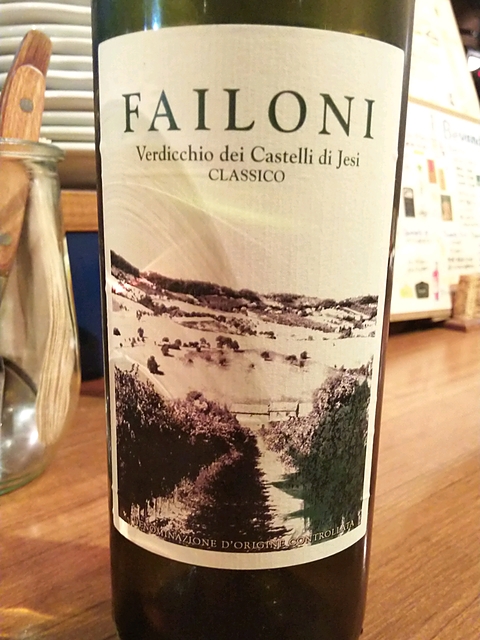 FAILONI
Verdicchio dei Castelli di Jesi
CLASSICO
DENOMINAZIONE D'ORIGINE CONTROLLATA